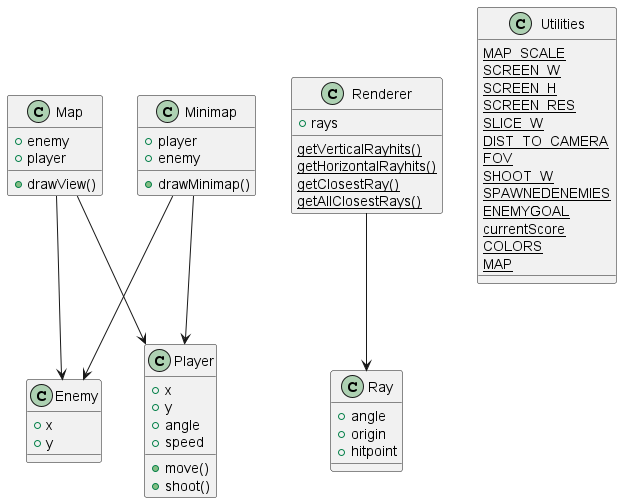 C Utilities
MAP_SCALE
SCREEN_W
SCREEN_H
SCREEN_RES
SLICE_W
DIST_TO_CAMERA
FOV
SHOOT_W
SPAWNEDENEMIES
ENEMYGOAL
currentScore
COLORS
MAP
C Map
enemy
player
drawView()
C Minimap
player
enemy
drawMinimap()
C Renderer
rays
getVerticalRayhits()
getHorizontalRayhits()
getClosestRay()
getAllClosestRays()
C Enemy
x
y
C Player
x
y
angle
speed
move()
shoot()
C Ray
angle
origin
hitpoint